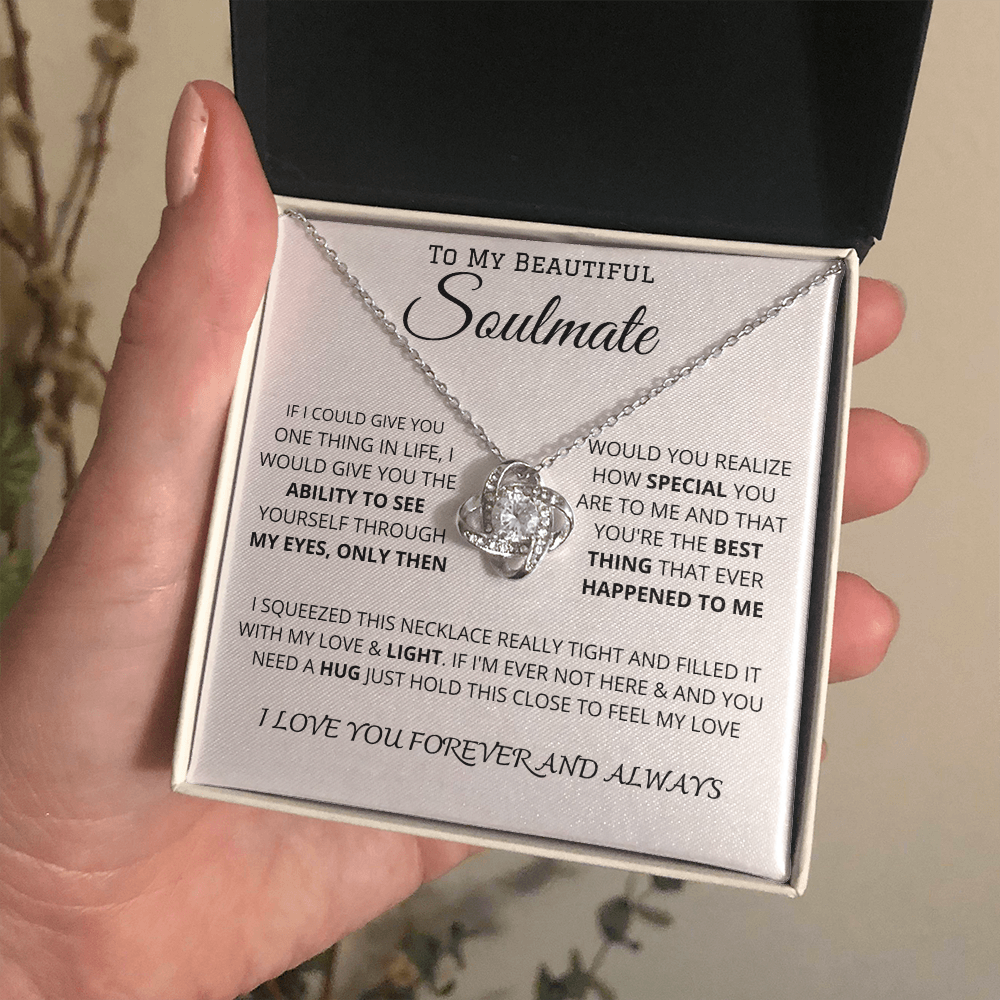 To My Beautiful
Soulmate
IF I COULD GIVE YOU
ONE THING IN LIFE, I
WOULD GIVE YOU THE
ABILITY TO SEE
YOURSELF THROUGH
MY EYES, ONLY THEN
WOULD YOU REALIZE
HOW SPECIAL YOU
ARE TO ME AND THAT
YOU'RE THE BEST
THING THAT EVER
HAPPENED TO ME
I SQUEEZED THIS NECKLACE REALLY TIGHT AND FILLED IT
WITH MY LOVE & LIGHT. IF I'M EVER NOT HERE & AND YOU
NEED A HUG JUST HOLD THIS CLOSE TO FEEL MY LOVE
I LOVE YOU FOREVER AND ALWAYS